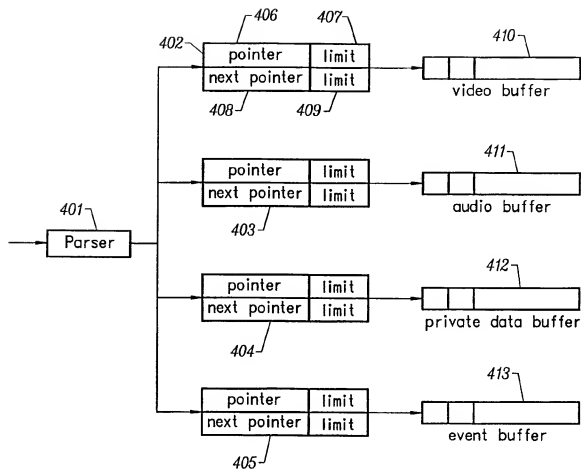 406
407
402
410
pointer
limit
next pointer
limit
video buffer
408
409
411
pointer
limit
next pointer
limit
audio buffer
401
403
Parser
412
pointer
limit
next pointer
limit
private data buffer
404
413
pointer
limit
next pointer
limit
event buffer
405